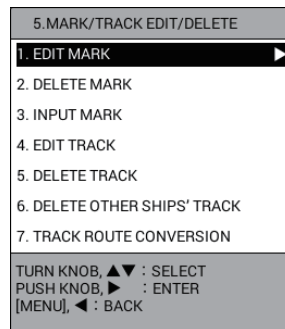 5.MARK/TRACK EDIT/DELETE
1. EDIT MARK ▶
2. DELETE MARK
3. INPUT MARK
4. EDIT TRACK
5. DELETE TRACK
6. DELETE OTHER SHIPS’ TRACK
7. TRACK ROUTE CONVERSION
TURN KNOB, ▲▼ : SELECT
PUSH KNOB, ▶ : ENTER
[MENU], ◀ : BACK